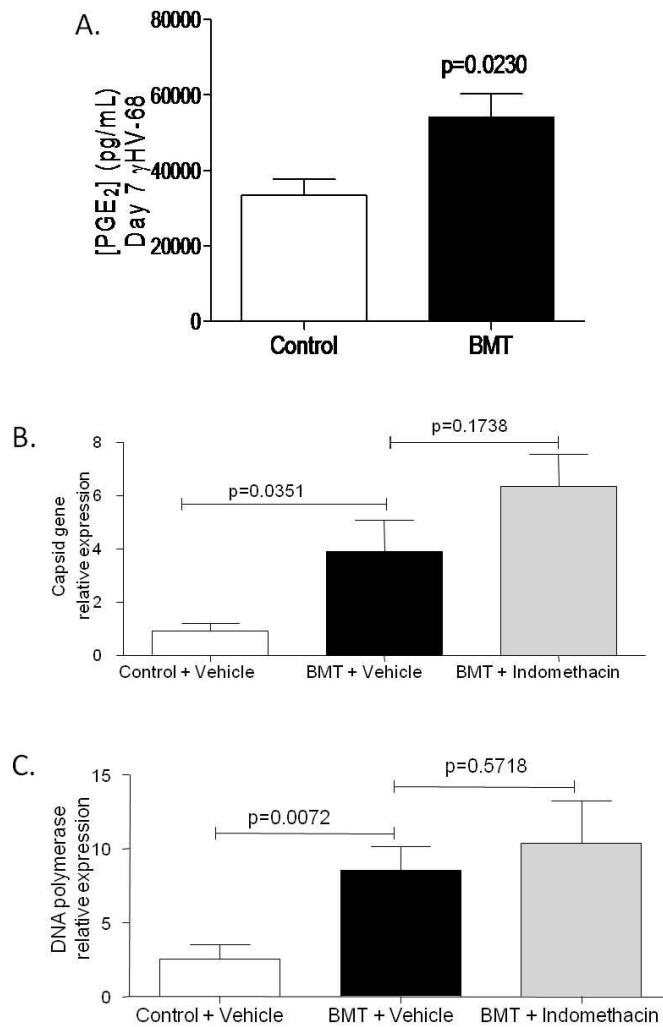 A.
[PGE₂] (pg/mL)
Day 7 γHV-68
80000
60000
40000
20000
0
p=0.0230
Control
BMT
B.
Capsid gene
relative expression
8
6
4
2
0
p=0.0351
p=0.1738
Control + Vehicle
BMT + Vehicle
BMT + Indomethacin
C.
DNA polymerase
relative expression
15
10
5
0
p=0.0072
p=0.5718
Control + Vehicle
BMT + Vehicle
BMT + Indomethacin